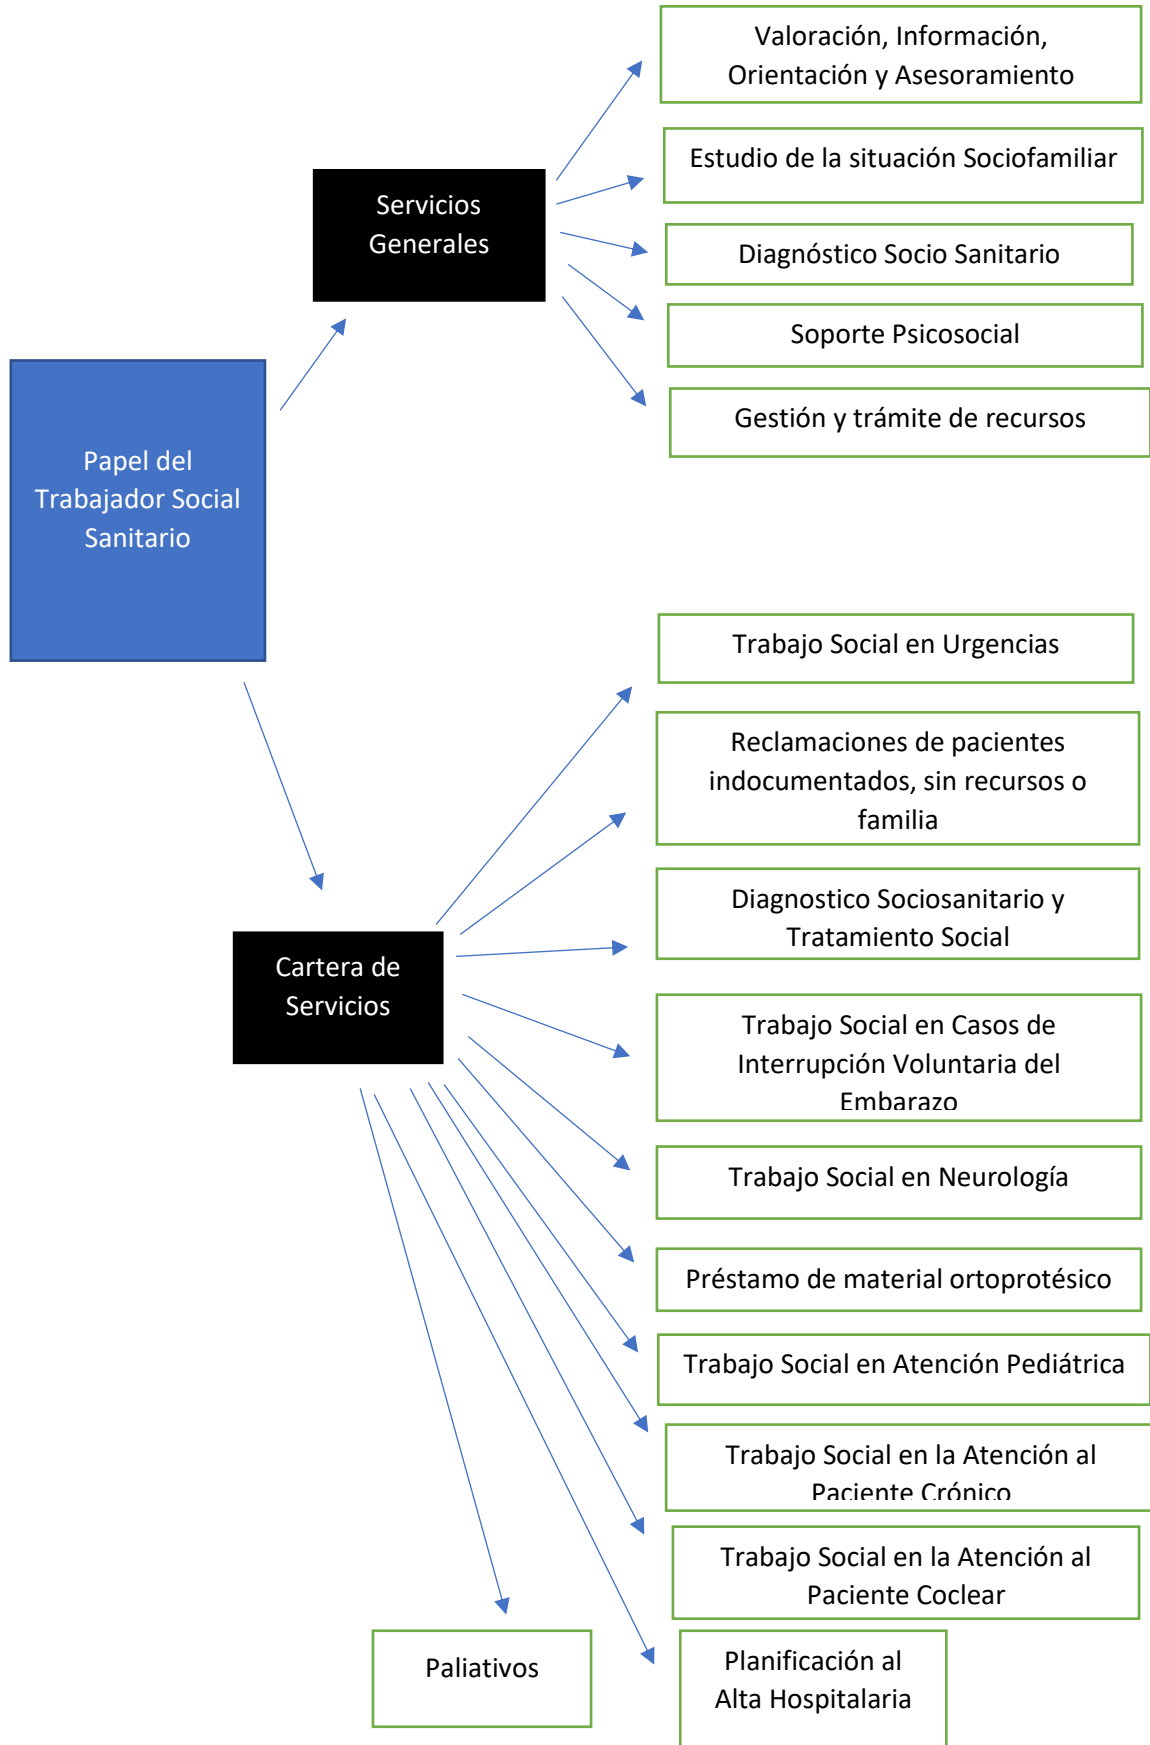 Valoración, Información,
Orientación y Asesoramiento
Estudio de la situación Sociofamiliar
Servicios
Generales
Diagnóstico Socio Sanitario
Soporte Psicosocial
Gestión y trámite de recursos
Papel del
Trabajador Social
Sanitario
Trabajo Social en Urgencias
Reclamaciones de pacientes
indocumentados, sin recursos o
familia
Diagnostico Sociosanitario y
Tratamiento Social
Cartera de
Servicios
Trabajo Social en Casos de
Interrupción Voluntaria del
Embarazo
Trabajo Social en Neurología
Préstamo de material ortoprotésico
Trabajo Social en Atención Pediátrica
Trabajo Social en la Atención al
Paciente Crónico
Trabajo Social en la Atención al
Paciente Coclear
Paliativos
Planificación al
Alta Hospitalaria